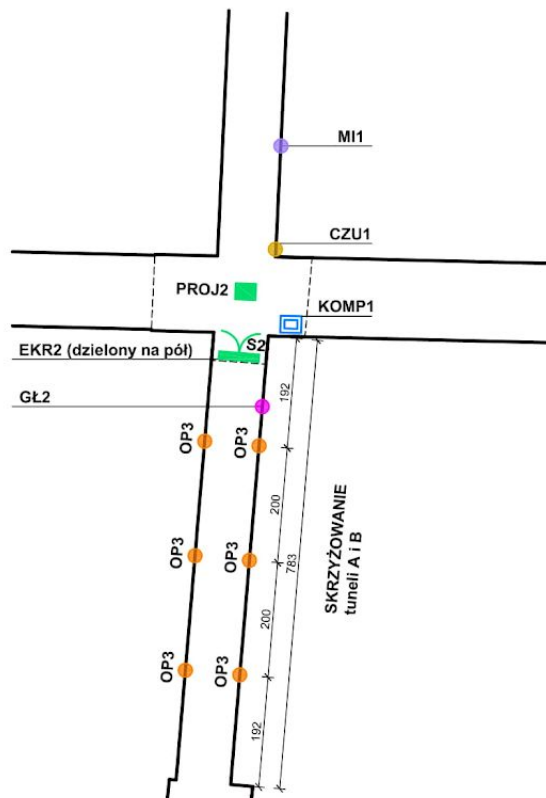 MI1
CZU1
PROJ2
KOMP1
S2
EKR2 (dzielony na pół)
GŁ2
192
OP3
OP3
200
SKRZYŻOWANIE
tuneli A i B
783
OP3
OP3
200
OP3
OP3
192